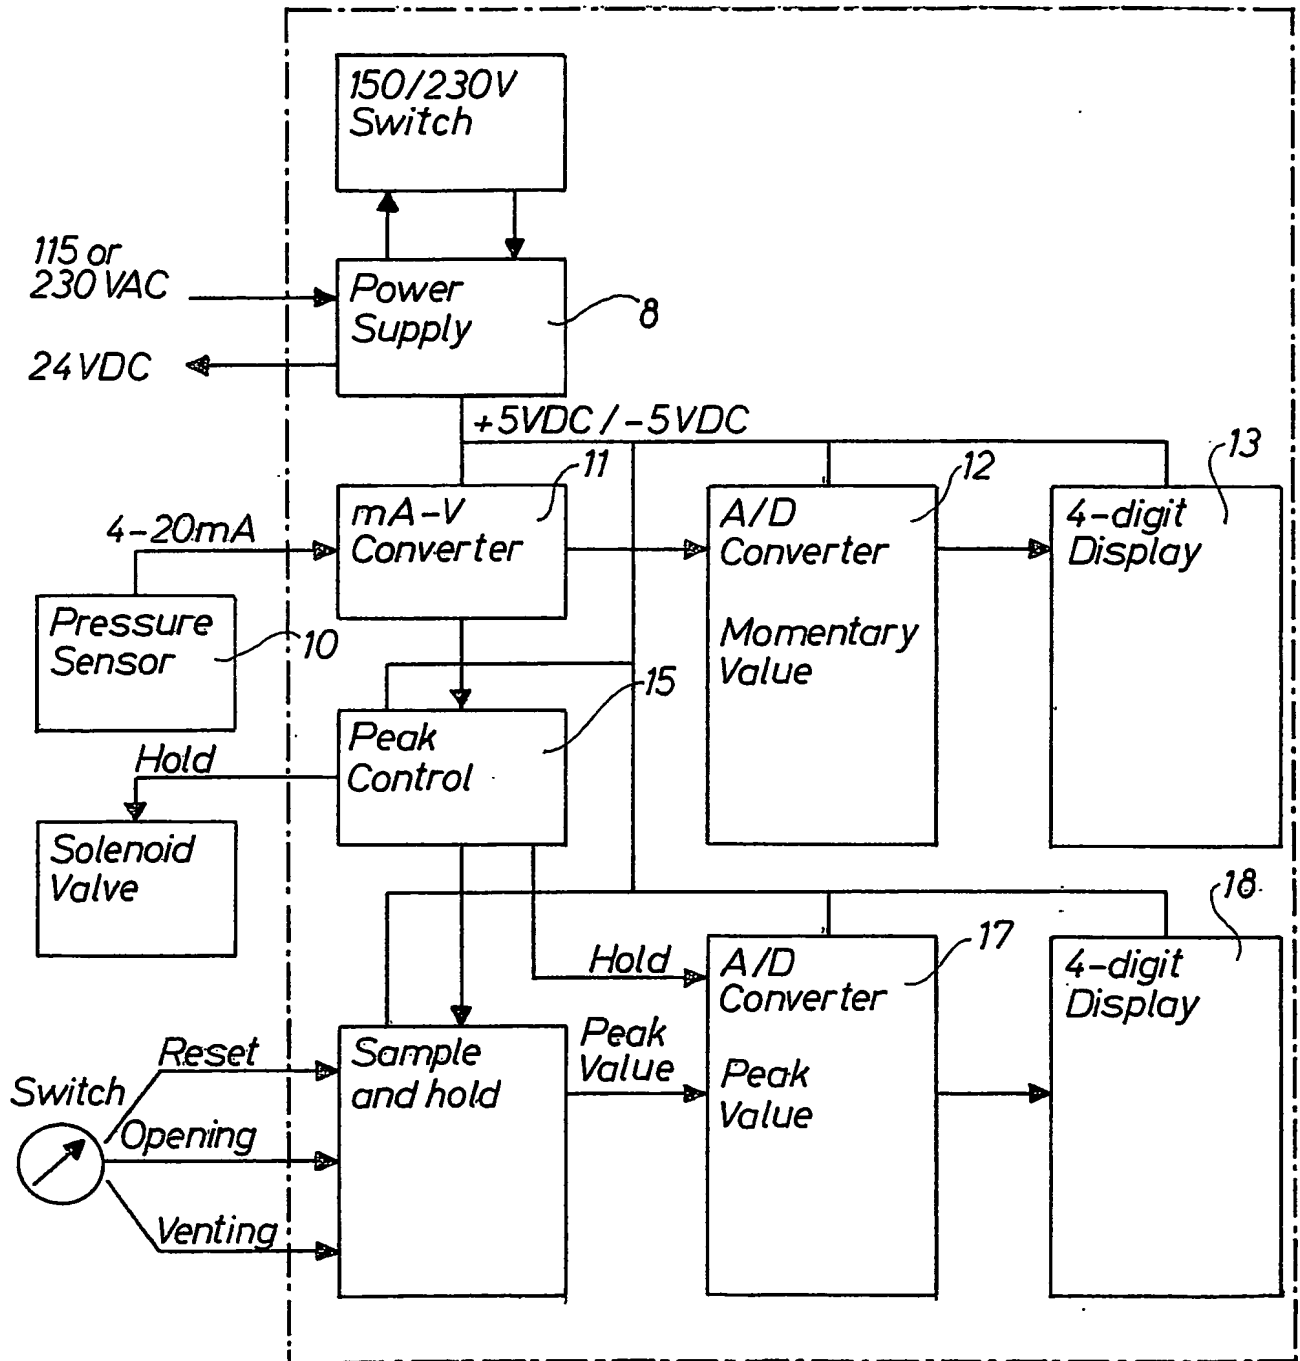 150/230V
Switch
115 or
230 VAC
Power
Supply
8
24VDC
+5VDC / -5VDC
11
12
13
mA-V
Converter
A/D
Converter
Momentary
Value
4-digit
Display
4-20mA
Pressure
Sensor
10
15
Peak
Control
Hold
Solenoid
Valve
18
17
Hold
A/D
Converter
Peak
Value
4-digit
Display
Peak
Value
Sample
and hold
Reset
Switch
Opening
Venting